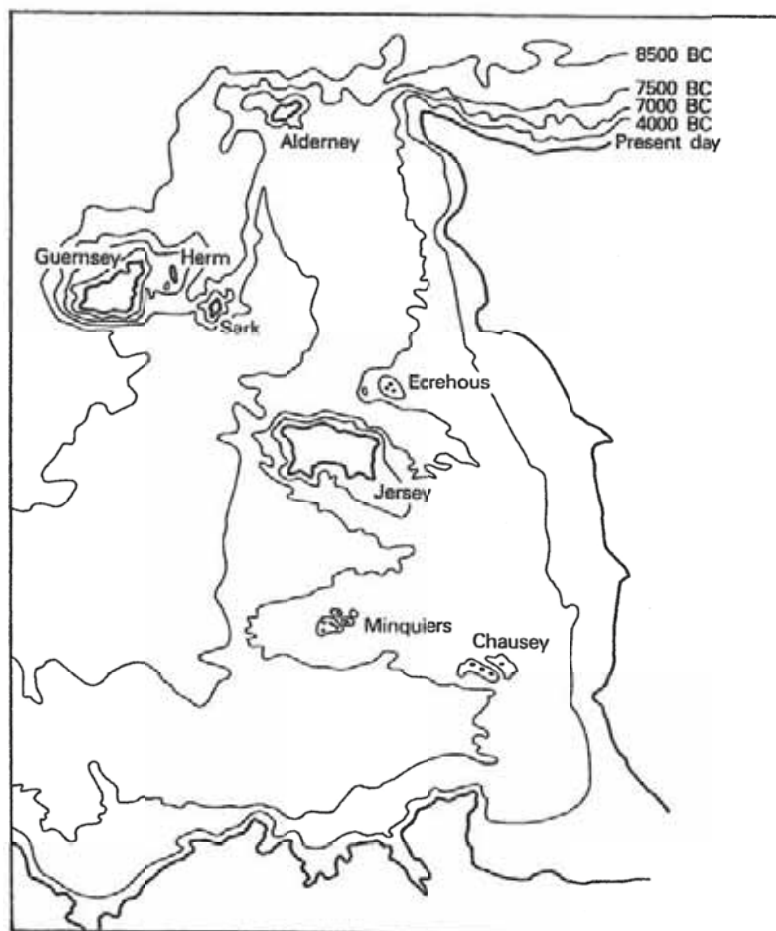 8500 BC
7500 BC
7000 BC
4000 BC
Present day
Alderney
Guernsey
Herm
Sark
Ecrehous
Jersey
Minquiers
Chausey